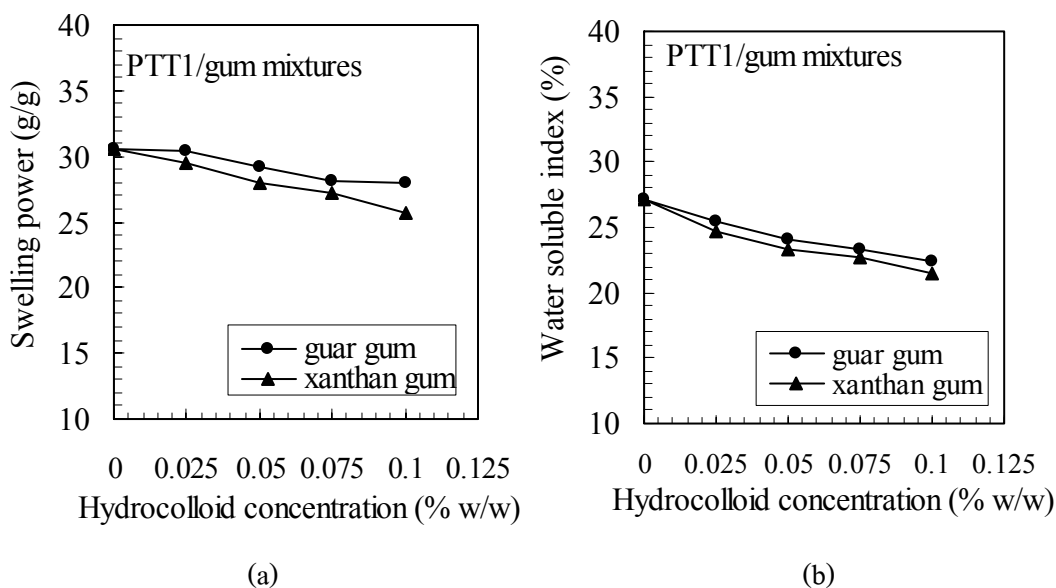 PTT1/gum mixtures
Swelling power (g/g)
40
35
30
25
20
15
10
guar gum
xanthan gum
0 0.025 0.05 0.075 0.1 0.125
Hydrocolloid concentration (% w/w)
(a)
PTT1/gum mixtures
Water soluble index (%)
40
35
30
25
20
15
10
guar gum
xanthan gum
0 0.025 0.05 0.075 0.1 0.125
Hydrocolloid concentration (% w/w)
(b)